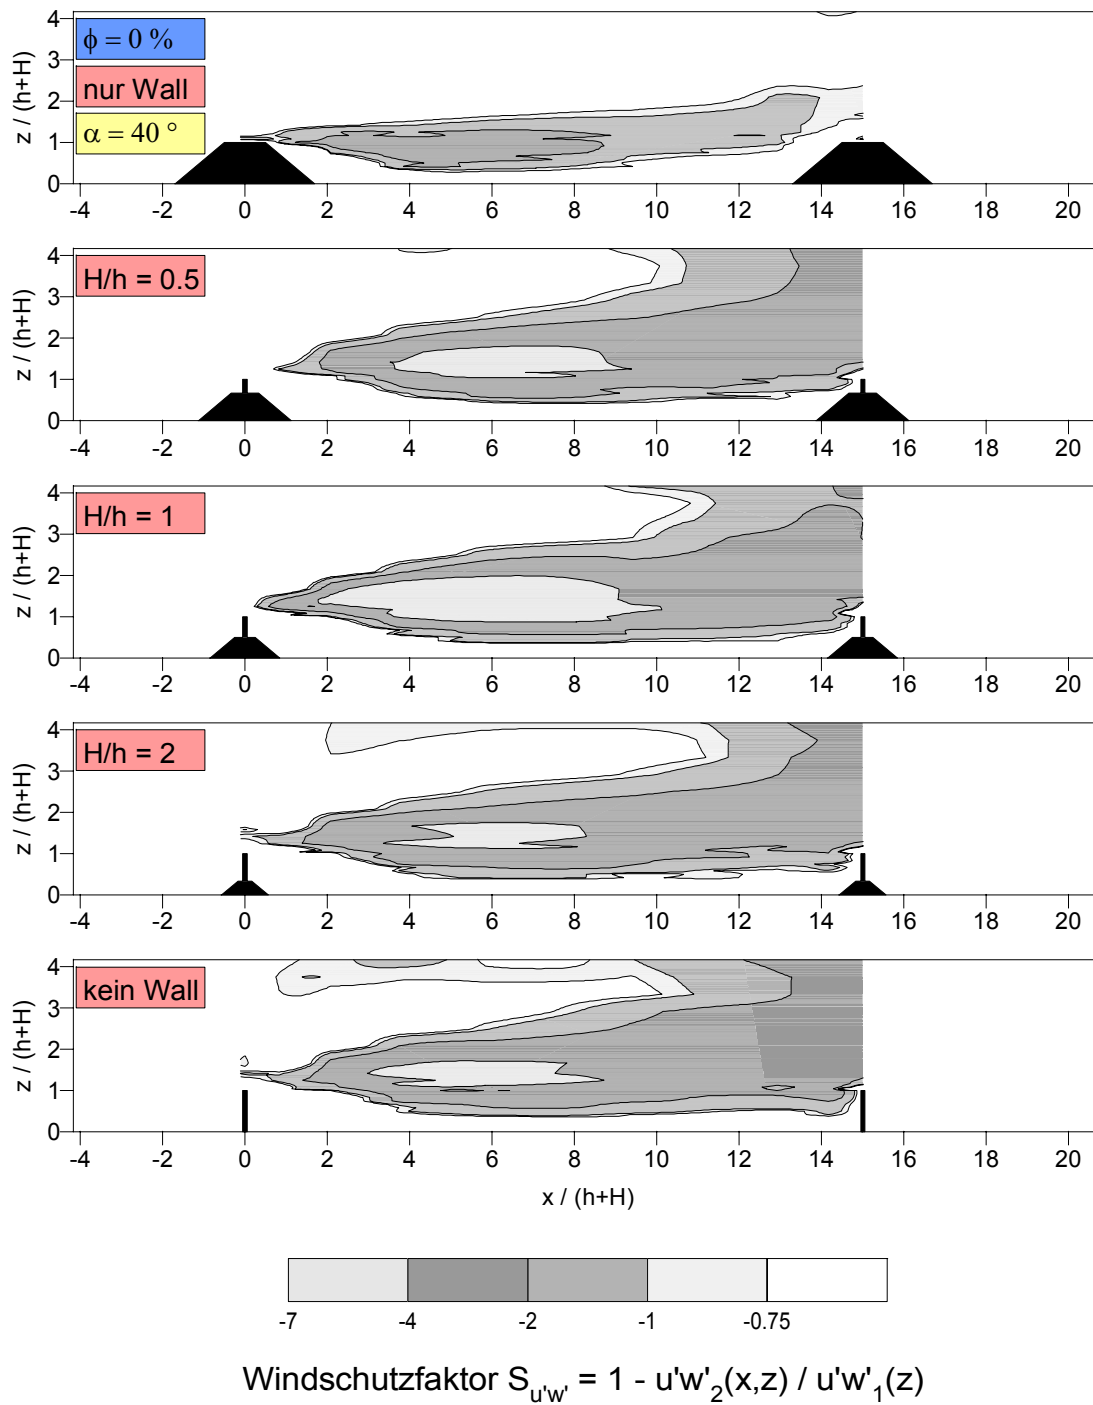 z / (h+H)
4
3
2
1
0
ϕ = 0 %
nur Wall
α = 40 °
-4 -2 0 2 4 6 8 10 12 14 16 18 20
z / (h+H)
4
3
2
1
0
H/h = 0.5
-4 -2 0 2 4 6 8 10 12 14 16 18 20
z / (h+H)
4
3
2
1
0
H/h = 1
-4 -2 0 2 4 6 8 10 12 14 16 18 20
z / (h+H)
4
3
2
1
0
H/h = 2
-4 -2 0 2 4 6 8 10 12 14 16 18 20
z / (h+H)
4
3
2
1
0
kein Wall
-4 -2 0 2 4 6 8 10 12 14 16 18 20
x / (h+H)
-7 -4 -2 -1 -0.75
Windschutzfaktor S_{u'w'} = 1 - u'w'_2(x,z) / u'w'_1(z)